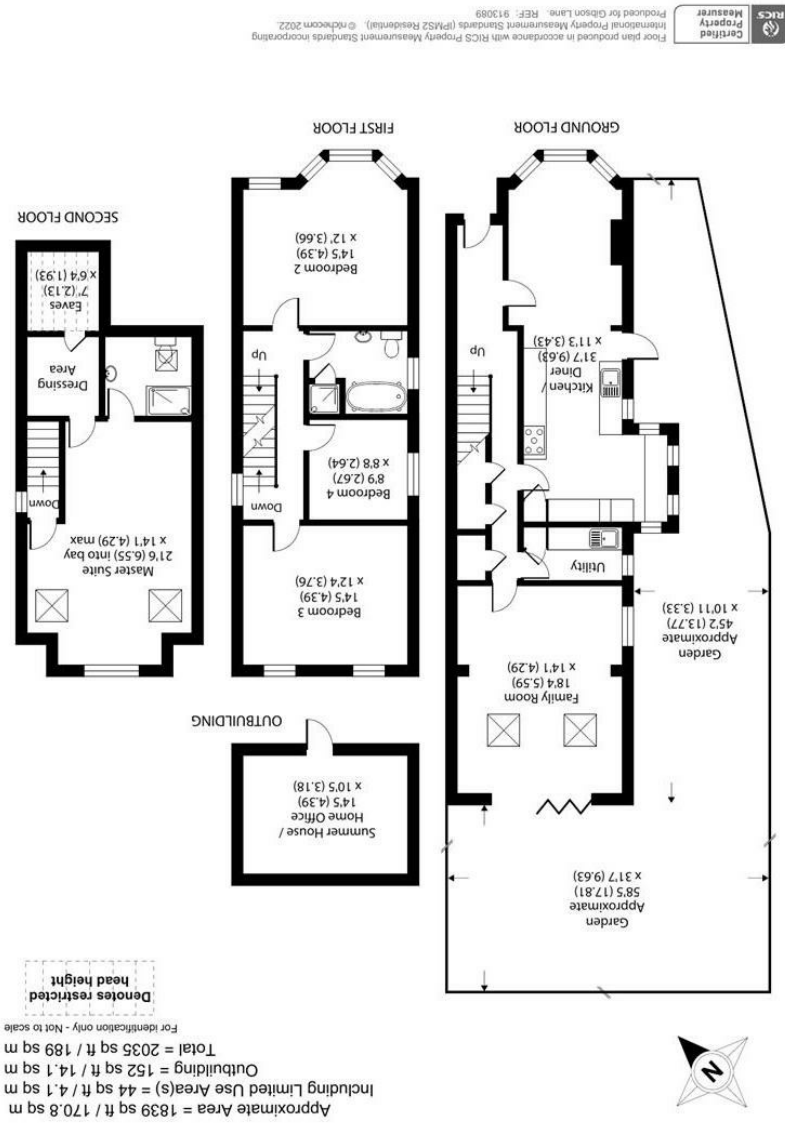 Approximate Area = 1839 sq ft / 170.8 sq m
Including Limited Use Area(s) = 44 sq ft / 4.1 sq m
Outbuilding = 152 sq ft / 14.1 sq m
Total = 2035 sq ft / 189 sq m
For identification only - Not to scale
N
Denotes restricted
head height
Garden
Approximate
58'5 (17.81)
x 31'7 (9.63)
Summer House /
Home Office
14'5 (4.39)
x 10'5 (3.18)
OUTBUILDING
Family Room
18'4 (5.59)
x 14'1 (4.29)
Garden
Approximate
45'2 (13.77)
x 10'11 (3.33)
Utility
Kitchen /
Diner
31'7 (9.63)
x 11'3 (3.43)
Up
GROUND FLOOR
Bedroom 3
14'5 (4.39)
x 12'4 (3.76)
Down
Bedroom 4
8'9 (2.67)
x 8'8 (2.64)
Up
Bedroom 2
14'5 (4.39)
x 12' (3.66)
FIRST FLOOR
Master Suite
21'6 (6.55) into bay
x 14'1 (4.29) max
Down
Dressing
Area
Eaves
7' (2.13)
x 6'4 (1.93)
SECOND FLOOR
RICS
Certified
Property
Measurer
Floor plan produced in accordance with RICS Property Measurement Standards incorporating
International Property Measurement Standards (IPMS2 Residential). © nichecom 2022.
Produced for Gibson Lane. REF: 913089